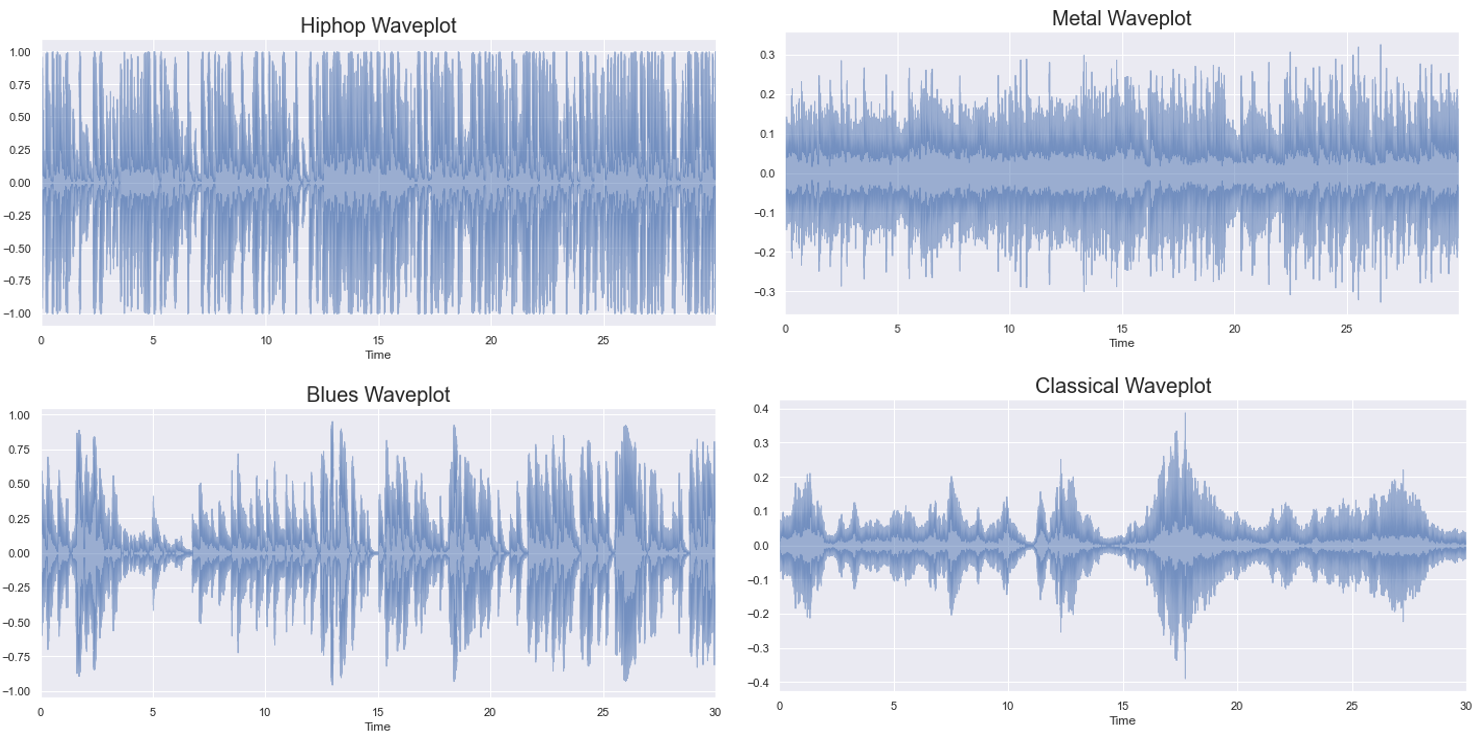 Hiphop Waveplot
1.00
0.75
0.50
0.25
0.00
−0.25
−0.50
−0.75
−1.00
0 5 10 15 20 25
Time
Metal Waveplot
0.3
0.2
0.1
0.0
−0.1
−0.2
−0.3
0 5 10 15 20 25
Time
Blues Waveplot
1.00
0.75
0.50
0.25
0.00
−0.25
−0.50
−0.75
−1.00
0 5 10 15 20 25 30
Time
Classical Waveplot
0.4
0.3
0.2
0.1
0.0
−0.1
−0.2
−0.3
−0.4
0 5 10 15 20 25 30
Time